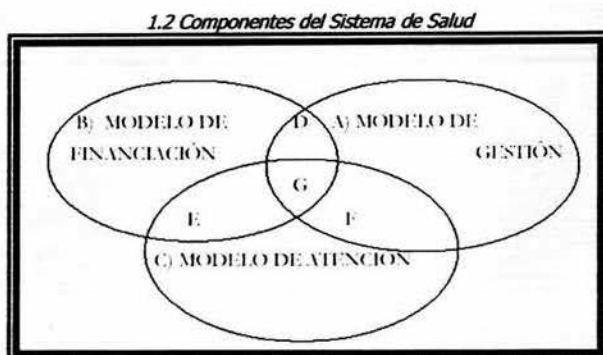 1.2 Componentes del Sistema de Salud
B) MODELO DE
FINANCIACIÓN
D
A) MODELO DE
GESTIÓN
G
E
F
C) MODELO DE ATENCIÓN